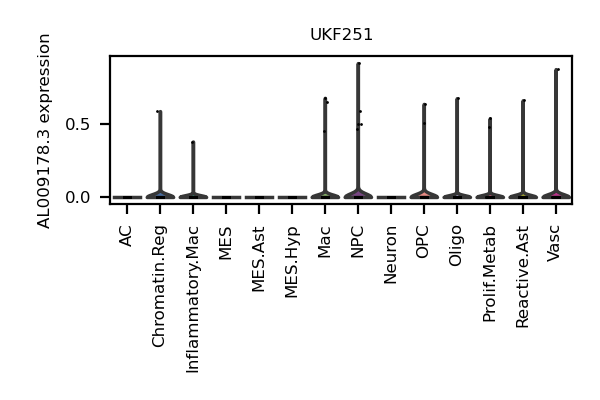 UKF251
AL009178.3 expression
0.5
0.0
AC
Chromatin.Reg
Inflammatory.Mac
MES
MES.Ast
MES.Hyp
Mac
NPC
Neuron
OPC
Oligo
Prolif.Metab
Reactive.Ast
Vasc